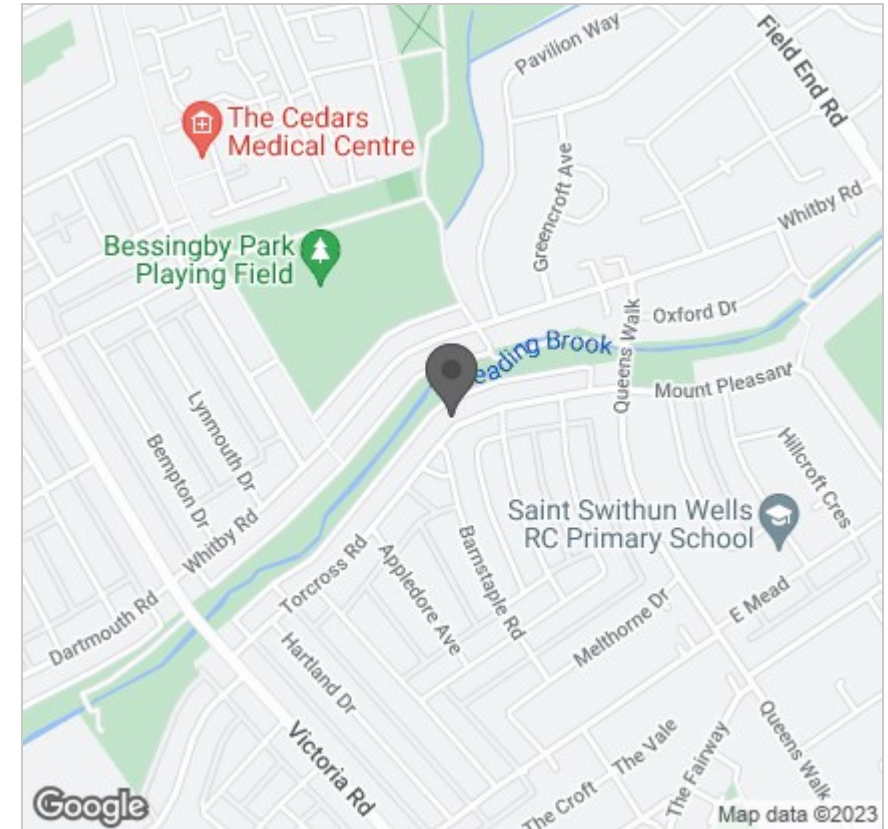 Pavilion Way
Field End Rd
The Cedars
Medical Centre
Greencroft Ave
Whitby Rd
Bessingby Park
Playing Field
Oxford Dr
Queens Walk
eading Brook
Mount Pleasant
Lynmouth Dr
Bempton Dr
Hillcroft Cres
Whitby Rd
Saint Swithun Wells
RC Primary School
Torcross Rd
Barnstaple Rd
Appledore Ave
E Mead
Melthorne Dr
Dartmouth Rd
Hartland Dr
Queens Walk
Victoria Rd
The Vale
The Fairway
The Croft
Google
Map data ©2023